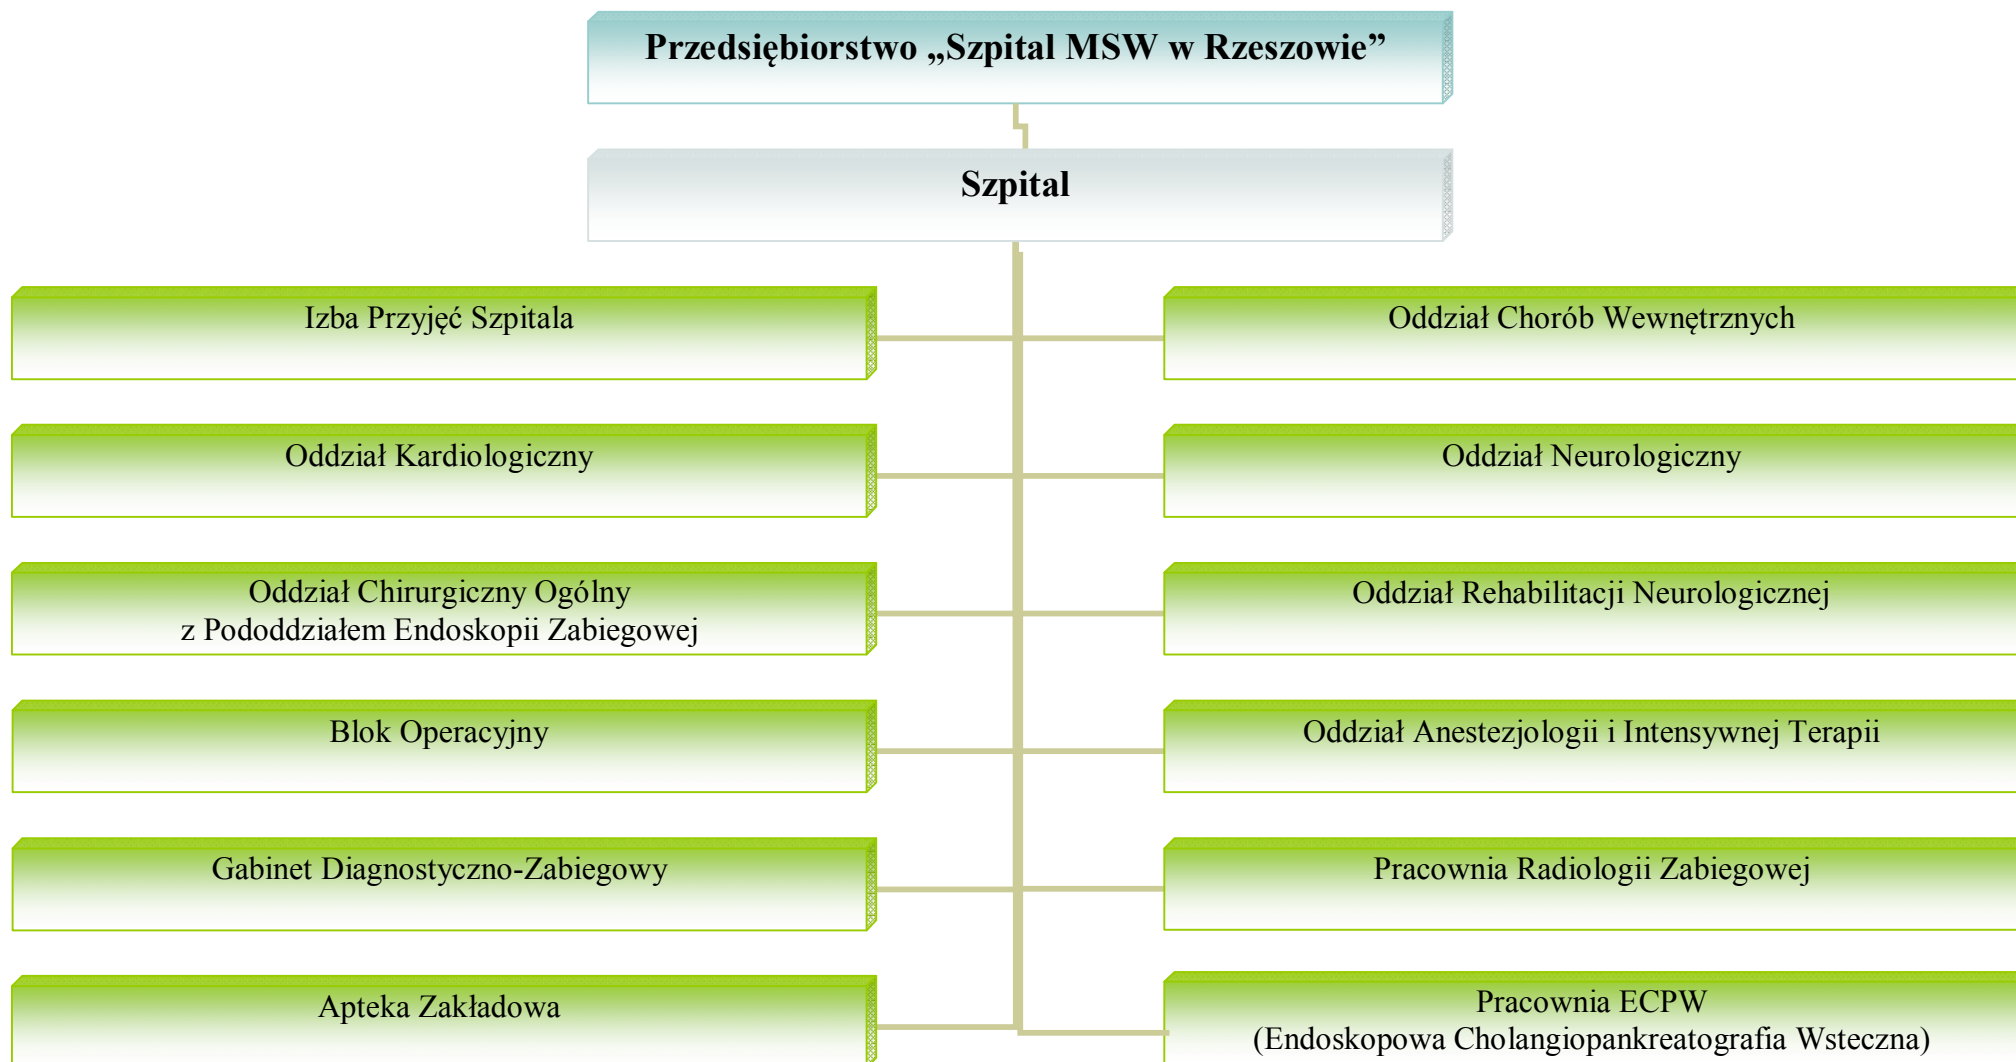 Przedsiębiorstwo „Szpital MSW w Rzeszowie”
Szpital
Izba Przyjęć Szpitala
Oddział Chorób Wewnętrznych
Oddział Kardiologiczny
Oddział Neurologiczny
Oddział Chirurgiczny Ogólny
z Pododdziałem Endoskopii Zabiegowej
Oddział Rehabilitacji Neurologicznej
Blok Operacyjny
Oddział Anestezjologii i Intensywnej Terapii
Gabinet Diagnostyczno-Zabiegowy
Pracownia Radiologii Zabiegowej
Apteka Zakładowa
Pracownia ECPW
(Endoskopowa Cholangiopankreatografia Wsteczna)